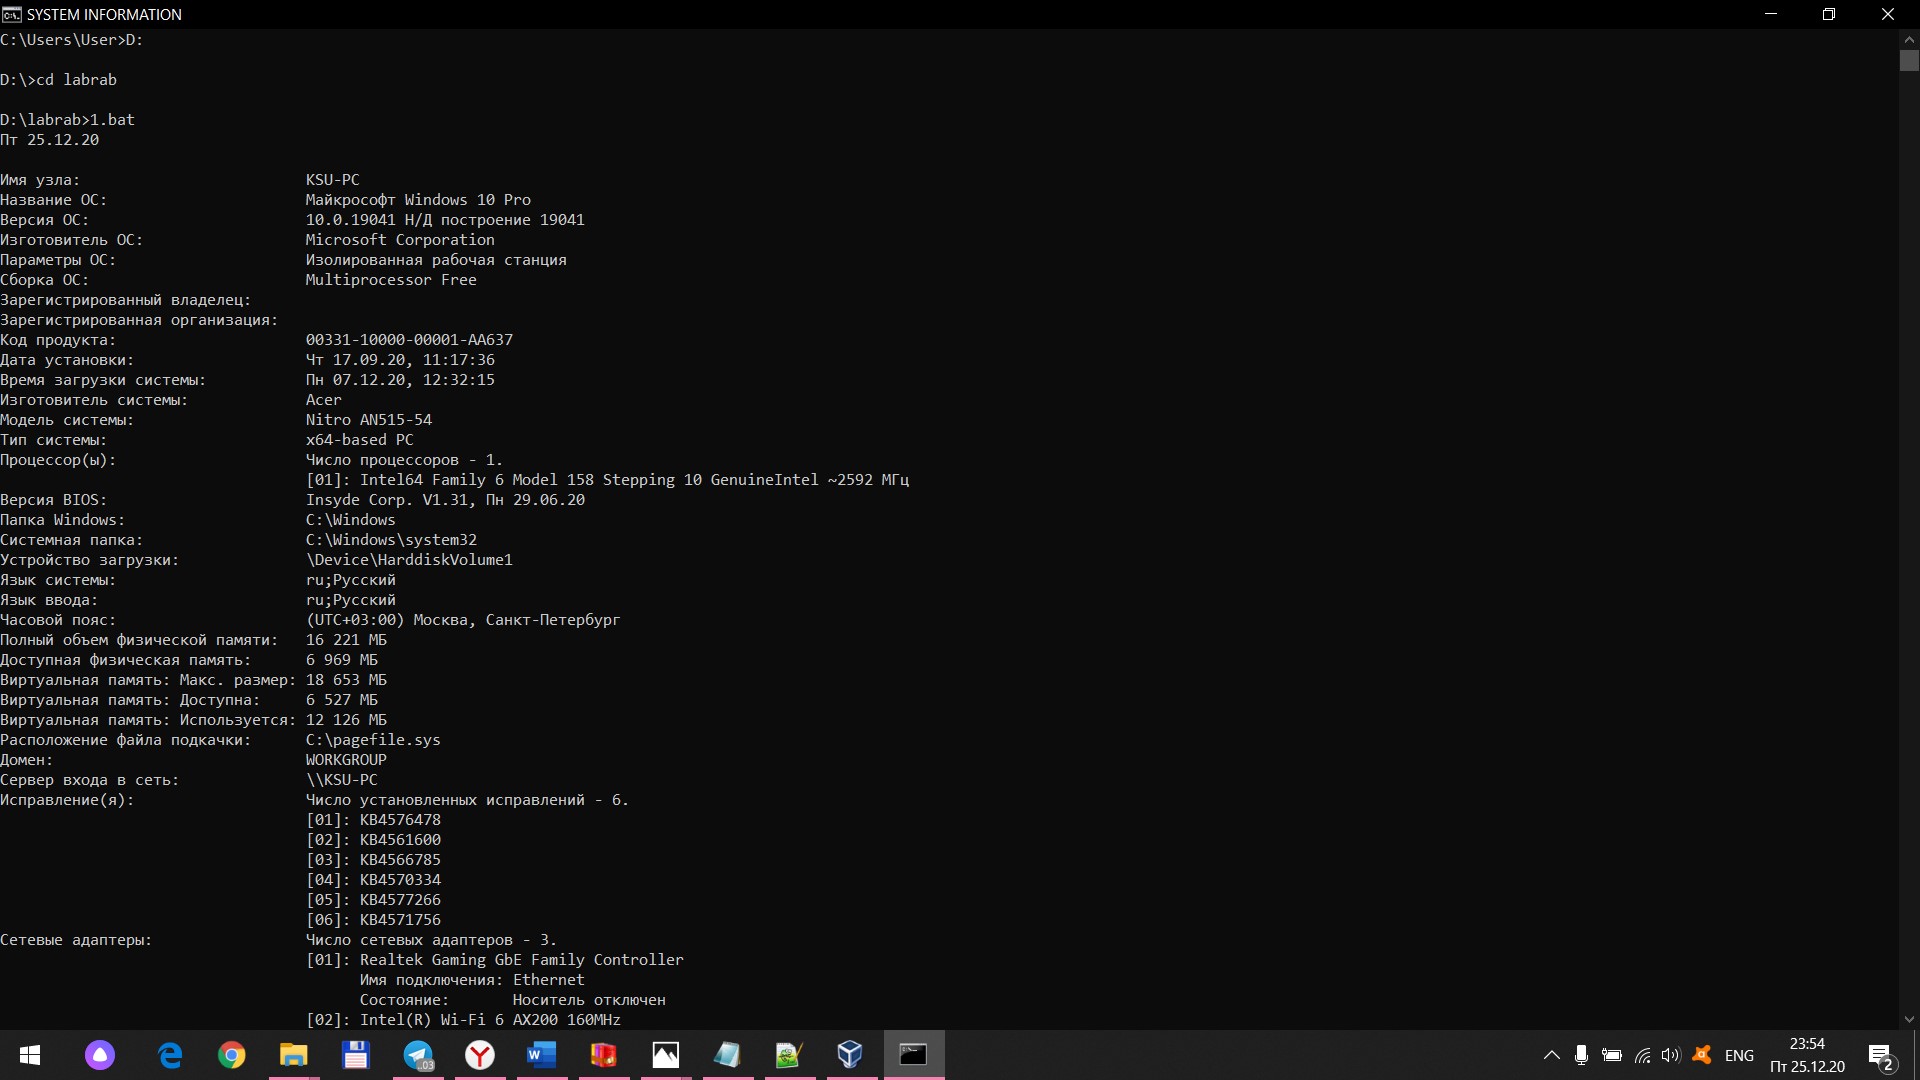 SYSTEM INFORMATION
C:\Users\User>D:
D:\>cd labrab
D:\labrab>1.bat
Пт 25.12.20
Имя узла: KSU-PC
Название ОС: Майкрософт Windows 10 Pro
Версия ОС: 10.0.19041 Н/Д построение 19041
Изготовитель ОС: Microsoft Corporation
Параметры ОС: Изолированная рабочая станция
Сборка ОС: Multiprocessor Free
Зарегистрированный владелец:
Зарегистрированная организация:
Код продукта: 00331-10000-00001-AA637
Дата установки: Чт 17.09.20, 11:17:36
Время загрузки системы: Пн 07.12.20, 12:32:15
Изготовитель системы: Acer
Модель системы: Nitro AN515-54
Тип системы: x64-based PC
Процессор(ы): Число процессоров - 1.
[01]: Intel64 Family 6 Model 158 Stepping 10 GenuineIntel ~2592 МГц
Версия BIOS: Insyde Corp. V1.31, Пн 29.06.20
Папка Windows: C:\Windows
Системная папка: C:\Windows\system32
Устройство загрузки: \Device\HarddiskVolume1
Язык системы: ru;Русский
Язык ввода: ru;Русский
Часовой пояс: (UTC+03:00) Москва, Санкт-Петербург
Полный объем физической памяти: 16 221 МБ
Доступная физическая память: 6 969 МБ
Виртуальная память: Макс. размер: 18 653 МБ
Виртуальная память: Доступна: 6 527 МБ
Виртуальная память: Используется: 12 126 МБ
Расположение файла подкачки: C:\pagefile.sys
Домен: WORKGROUP
Сервер входа в сеть: \\KSU-PC
Исправление(я): Число установленных исправлений - 6.
[01]: KB4576478
[02]: KB4561600
[03]: KB4566785
[04]: KB4570334
[05]: KB4577266
[06]: KB4571756
Сетевые адаптеры: Число сетевых адаптеров - 3.
[01]: Realtek Gaming GbE Family Controller
Имя подключения: Ethernet
Состояние: Носитель отключен
[02]: Intel(R) Wi-Fi 6 AX200 160MHz
..03
ENG
23:54
Пт 25.12.20
2